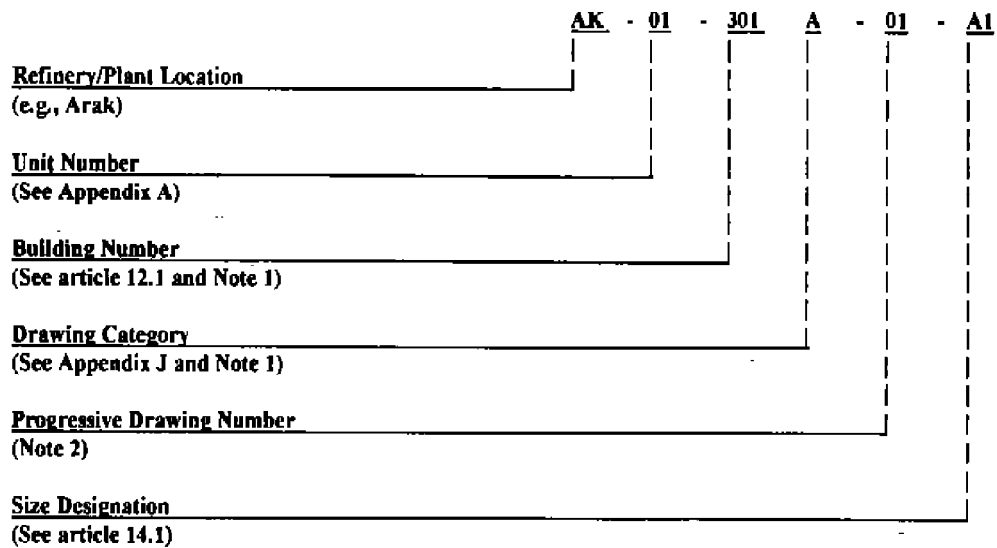 AK - 01 - 301 A - 01 - A1
Refinery/Plant Location
(e.g., Arak)
Unit Number
(See Appendix A)
Building Number
(See article 12.1 and Note 1)
Drawing Category
(See Appendix J and Note 1)
Progressive Drawing Number
(Note 2)
Size Designation
(See article 14.1)